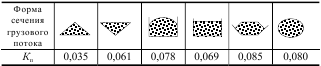 Форма
сечения
грузового
потока
Kп 0,035 0,061 0,078 0,069 0,085 0,080